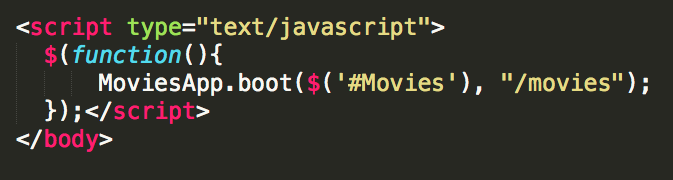 <script type="text/javascript">
  $(function(){
      MoviesApp.boot($('#Movies'), "/movies");
  });</script>
</body>